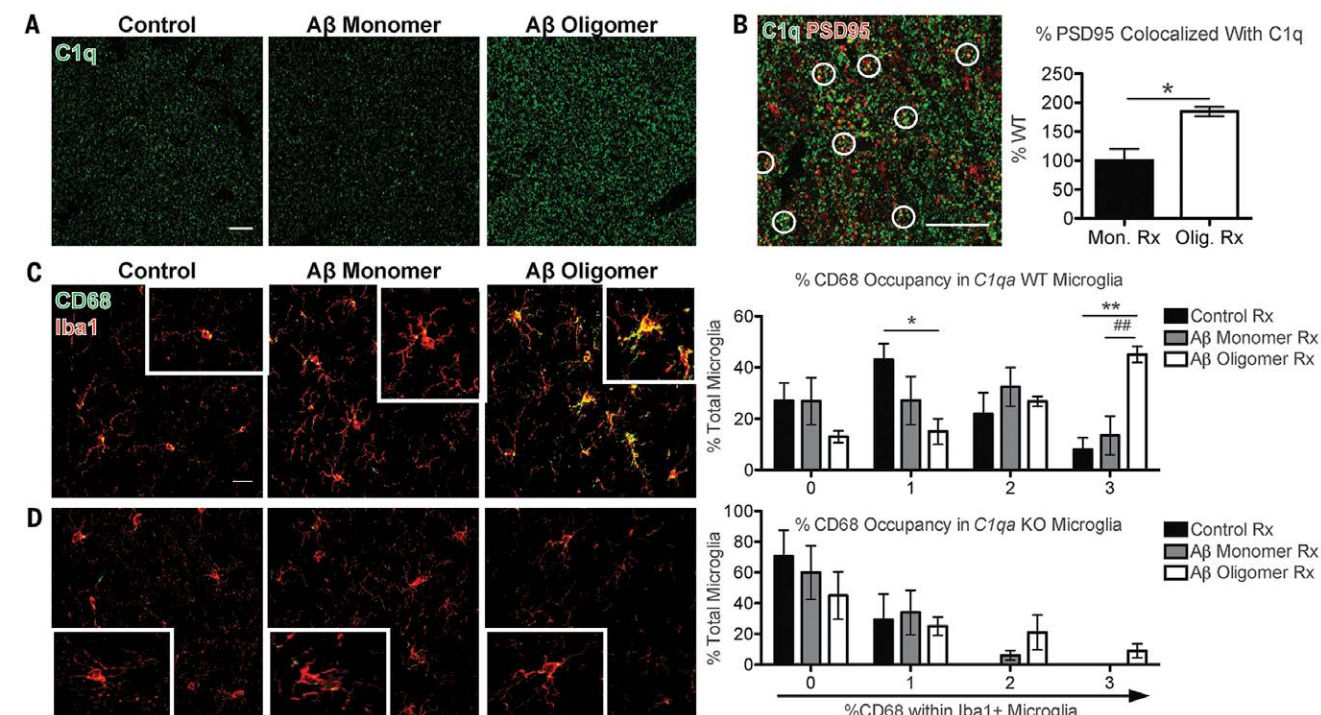 A
Control
Aβ Monomer
Aβ Oligomer
C1q
B
C1q PSD95
% PSD95 Colocalized With C1q
% WT
250
200
150
100
50
0
*
Mon. Rx
Olig. Rx
C
Control
Aβ Monomer
Aβ Oligomer
CD68
Iba1
% CD68 Occupancy in C1qa WT Microglia
% Total Microglia
60
40
20
0
*
**
##
Control Rx
Aβ Monomer Rx
Aβ Oligomer Rx
0 1 2 3
D
% CD68 Occupancy in C1qa KO Microglia
% Total Microglia
100
80
60
40
20
0
Control Rx
Aβ Monomer Rx
Aβ Oligomer Rx
0 1 2 3
%CD68 within Iba1+ Microglia